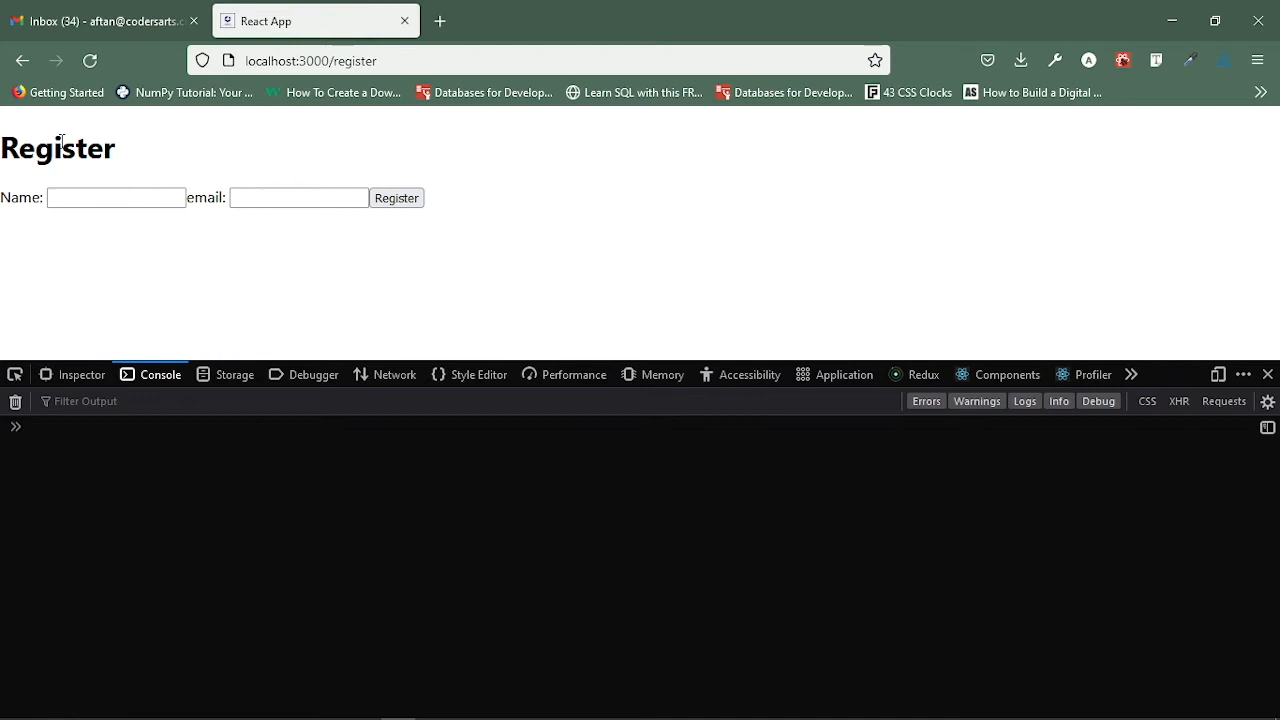 Inbox (34) - aftan@codersarts.c
React App
localhost:3000/register
Getting Started
NumPy Tutorial: Your ...
How To Create a Dow...
Databases for Develop...
Learn SQL with this FR...
Databases for Develop...
43 CSS Clocks
AS How to Build a Digital ...
Register
Name: email: Register
Inspector Console Storage Debugger Network Style Editor Performance Memory Accessibility Application Redux Components Profiler
Filter Output Errors Warnings Logs Info Debug CSS XHR Requests